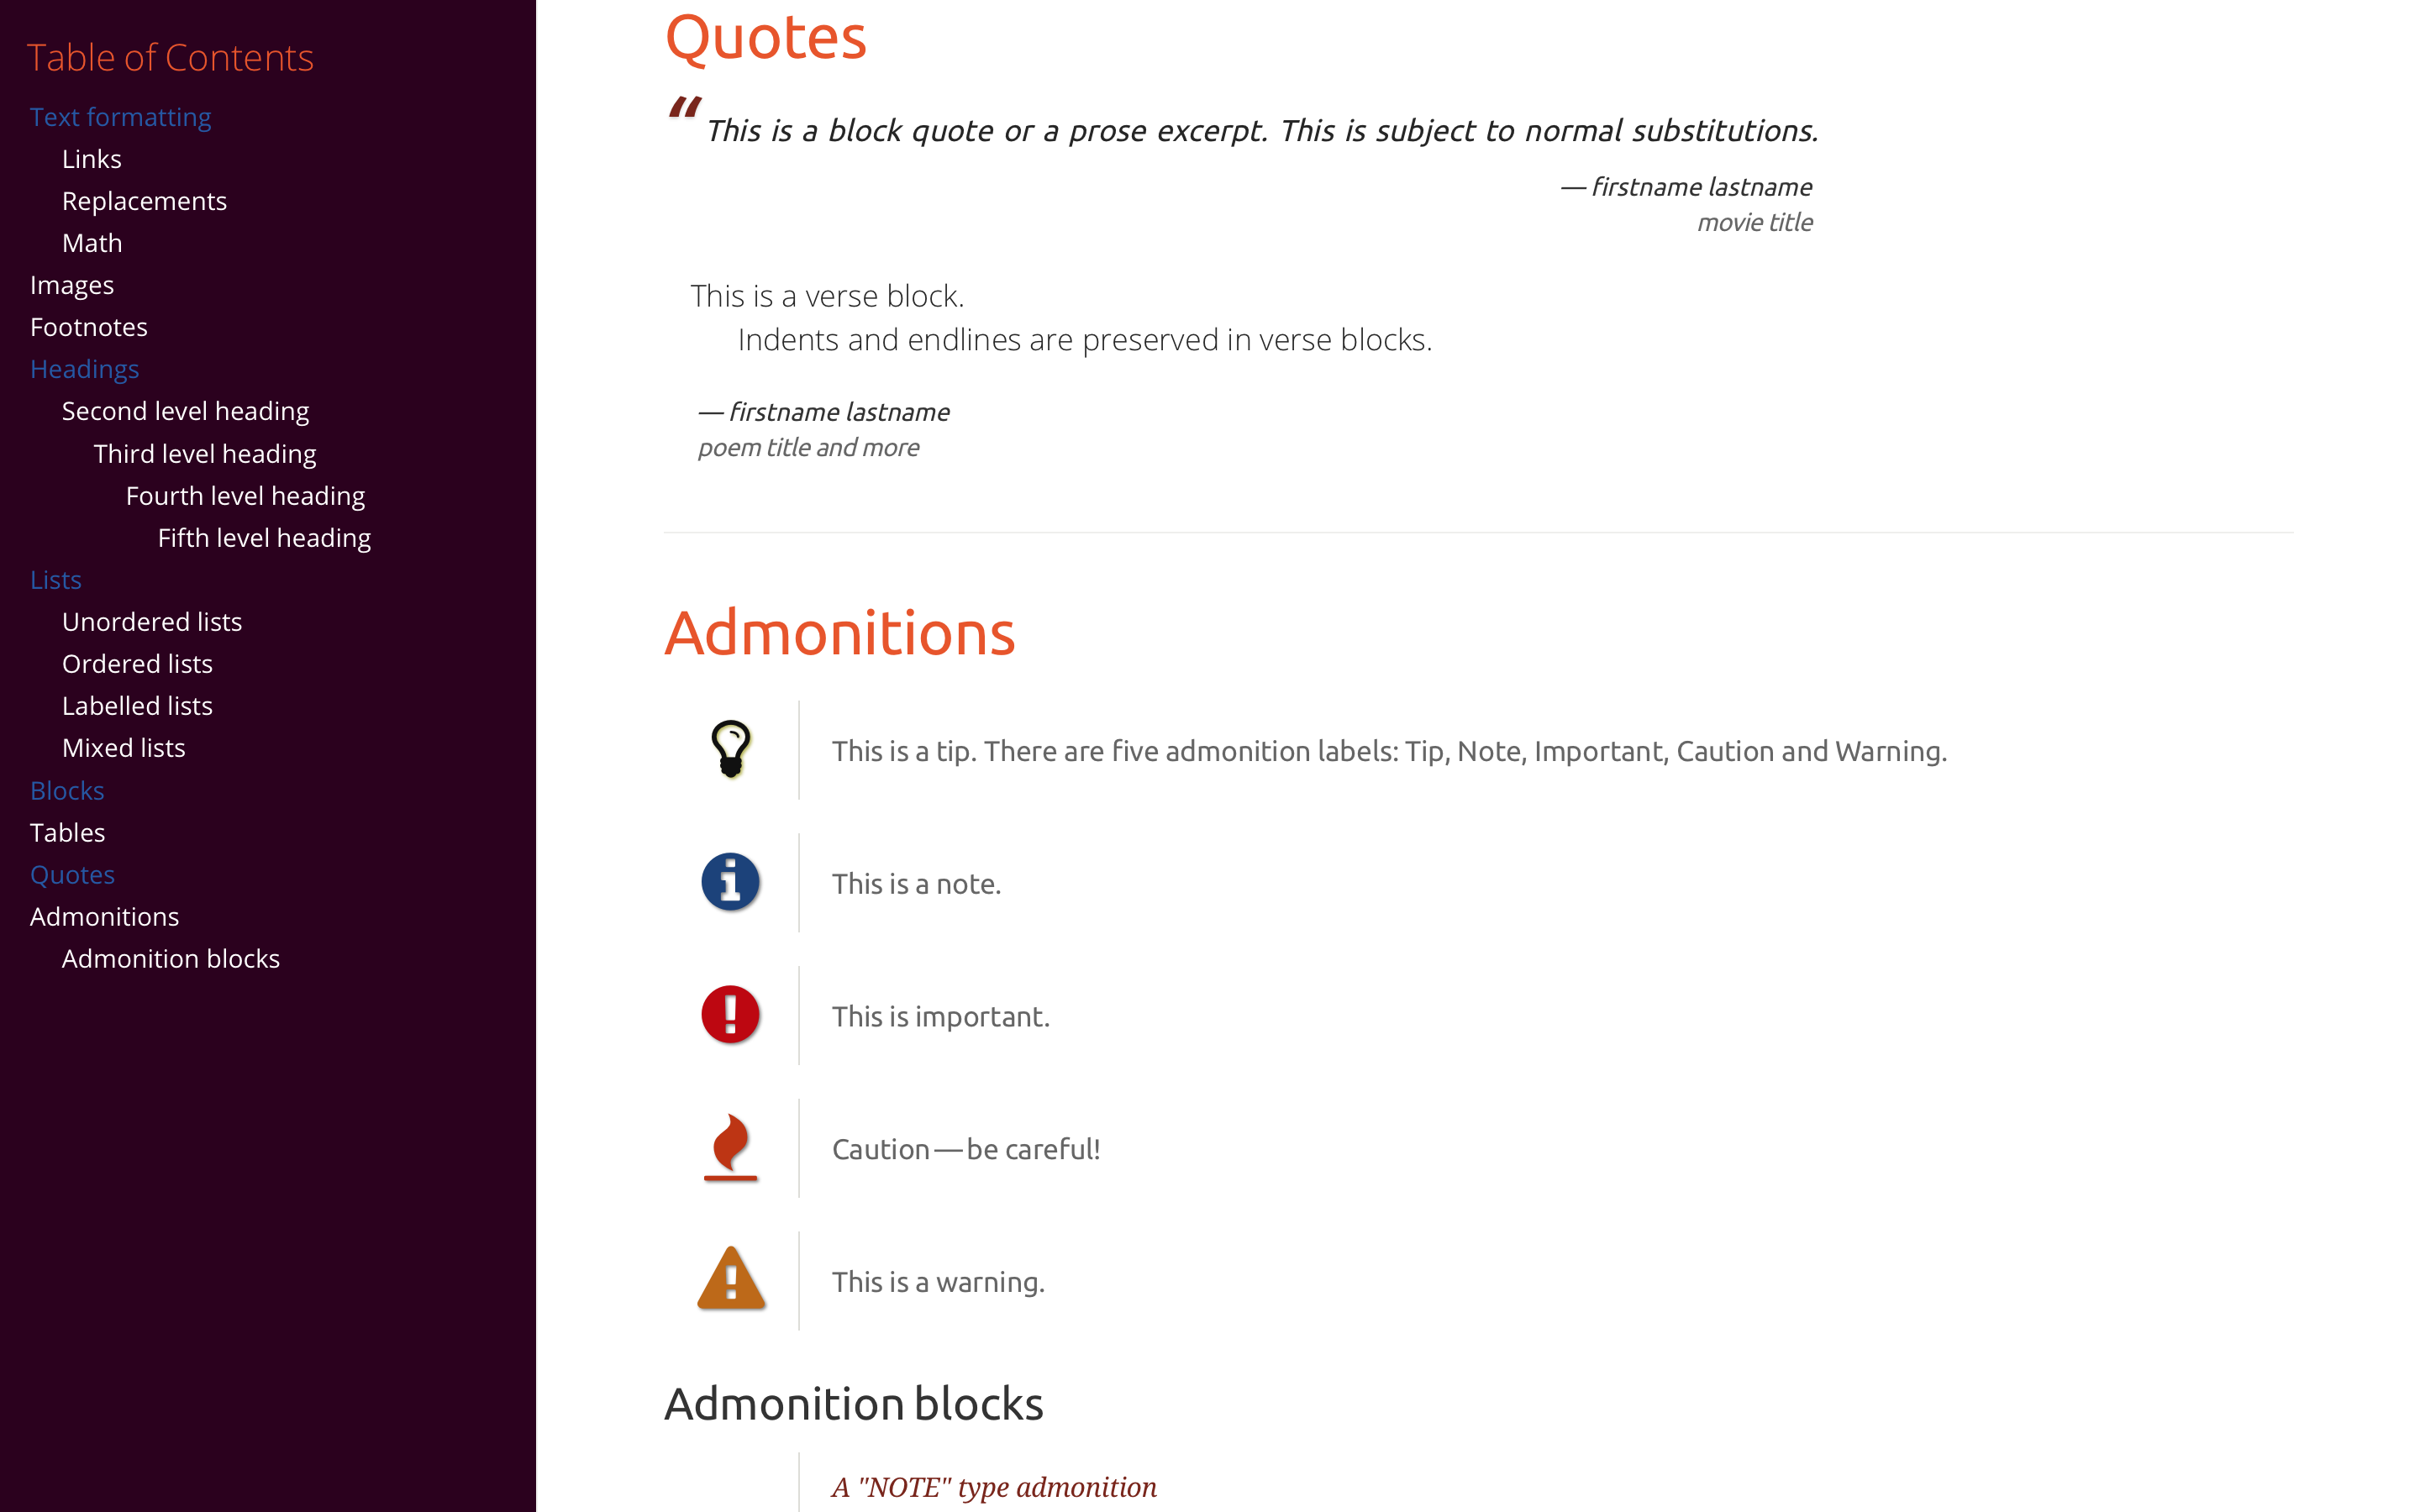 Table of Contents
Text formatting
Links
Replacements
Math
Images
Footnotes
Headings
Second level heading
Third level heading
Fourth level heading
Fifth level heading
Lists
Unordered lists
Ordered lists
Labelled lists
Mixed lists
Blocks
Tables
Quotes
Admonitions
Admonition blocks
Quotes
“ This is a block quote or a prose excerpt. This is subject to normal substitutions.
— firstname lastname
movie title
This is a verse block.
Indents and endlines are preserved in verse blocks.
— firstname lastname
poem title and more
Admonitions
This is a tip. There are five admonition labels: Tip, Note, Important, Caution and Warning.
This is a note.
This is important.
Caution — be careful!
This is a warning.
Admonition blocks
A "NOTE" type admonition